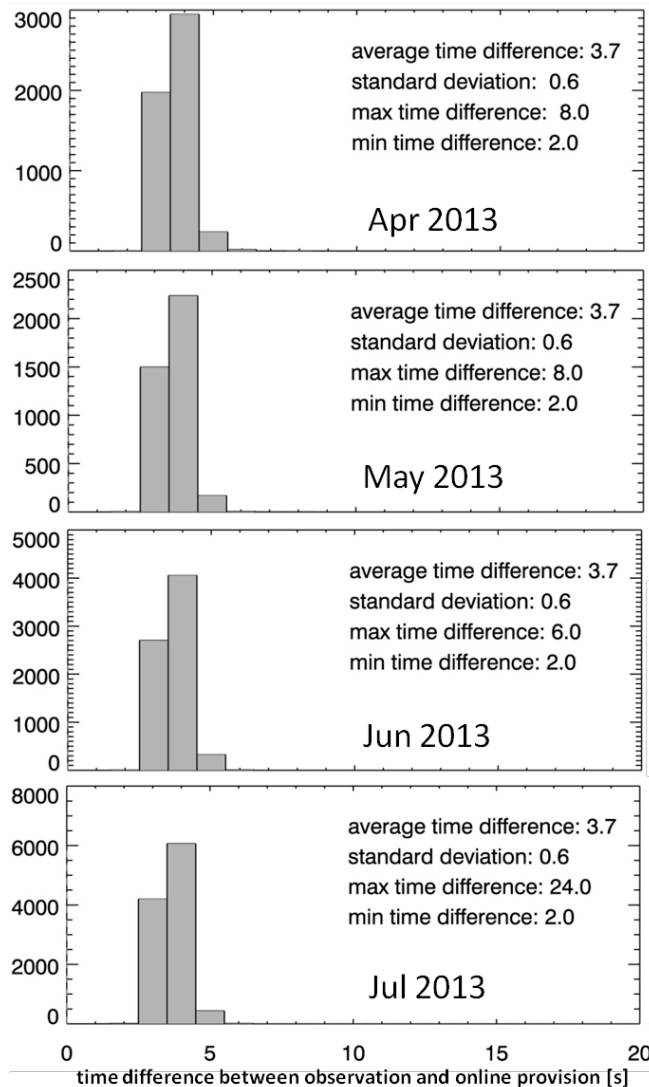 3000
2000
1000
0
average time difference: 3.7
standard deviation: 0.6
max time difference: 8.0
min time difference: 2.0
Apr 2013
2500
2000
1500
1000
500
0
average time difference: 3.7
standard deviation: 0.6
max time difference: 8.0
min time difference: 2.0
May 2013
5000
4000
3000
2000
1000
0
average time difference: 3.7
standard deviation: 0.6
max time difference: 6.0
min time difference: 2.0
Jun 2013
8000
6000
4000
2000
0
average time difference: 3.7
standard deviation: 0.6
max time difference: 24.0
min time difference: 2.0
Jul 2013
0 5 10 15 20
time difference between observation and online provision [s]